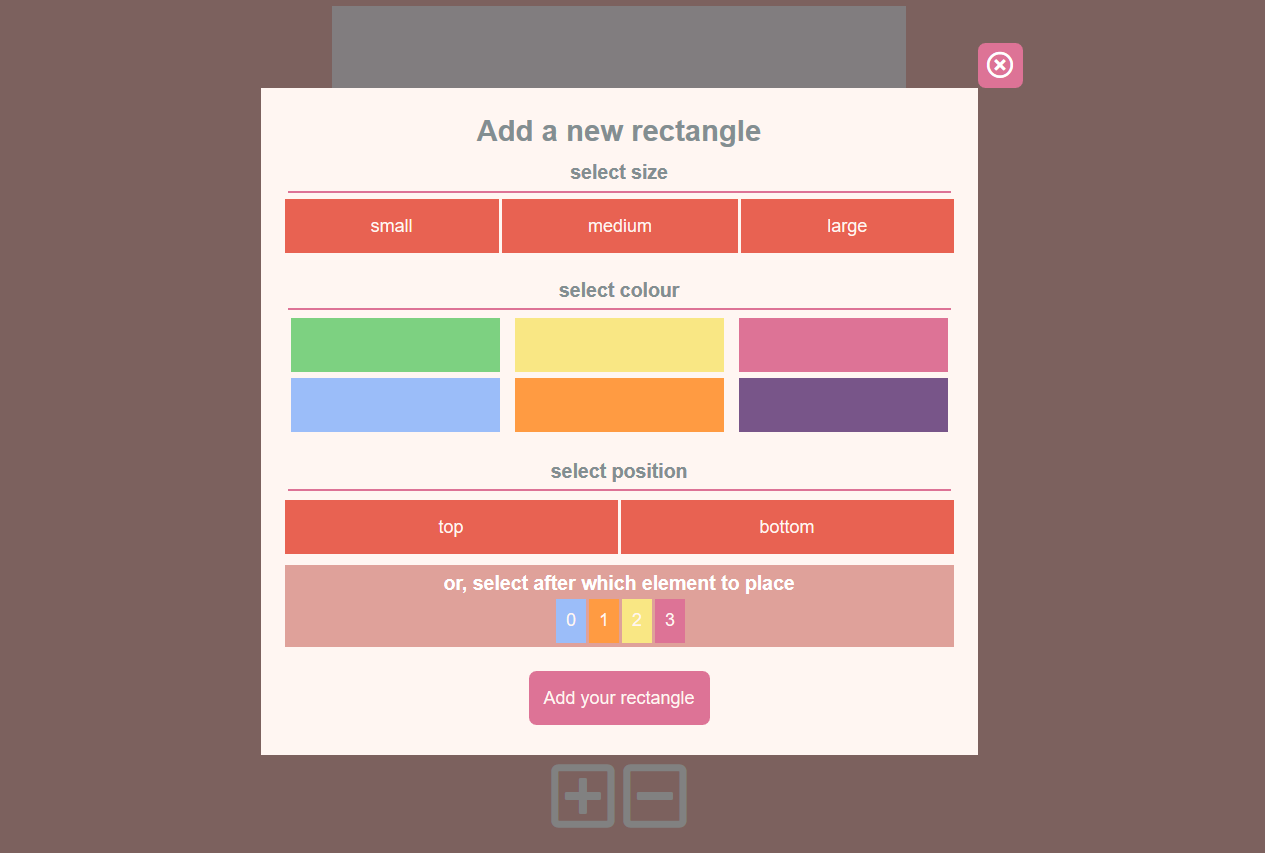 Add a new rectangle
select size
small medium large
select colour
select position
top bottom
or, select after which element to place
0 1 2 3
Add your rectangle